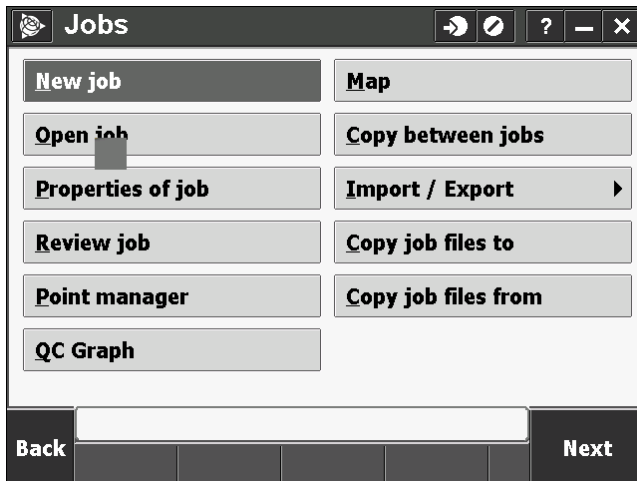 Jobs
?
New job
Map
Open job
Copy between jobs
Properties of job
Import / Export
Review job
Copy job files to
Point manager
Copy job files from
QC Graph
Back
Next